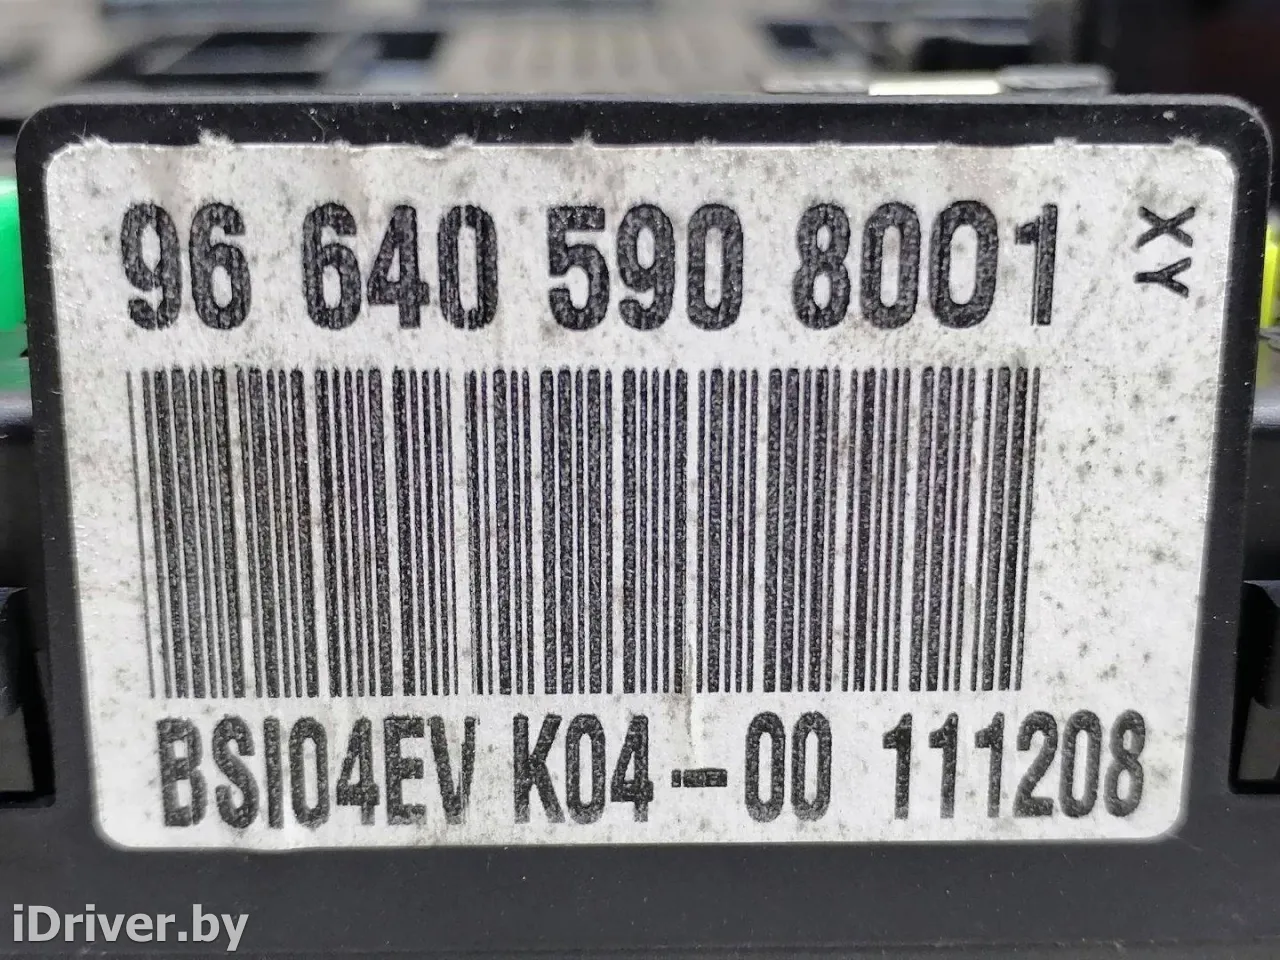 96 640 590 8001 XY
BSI04EV K04-00 111208
iDriver.by